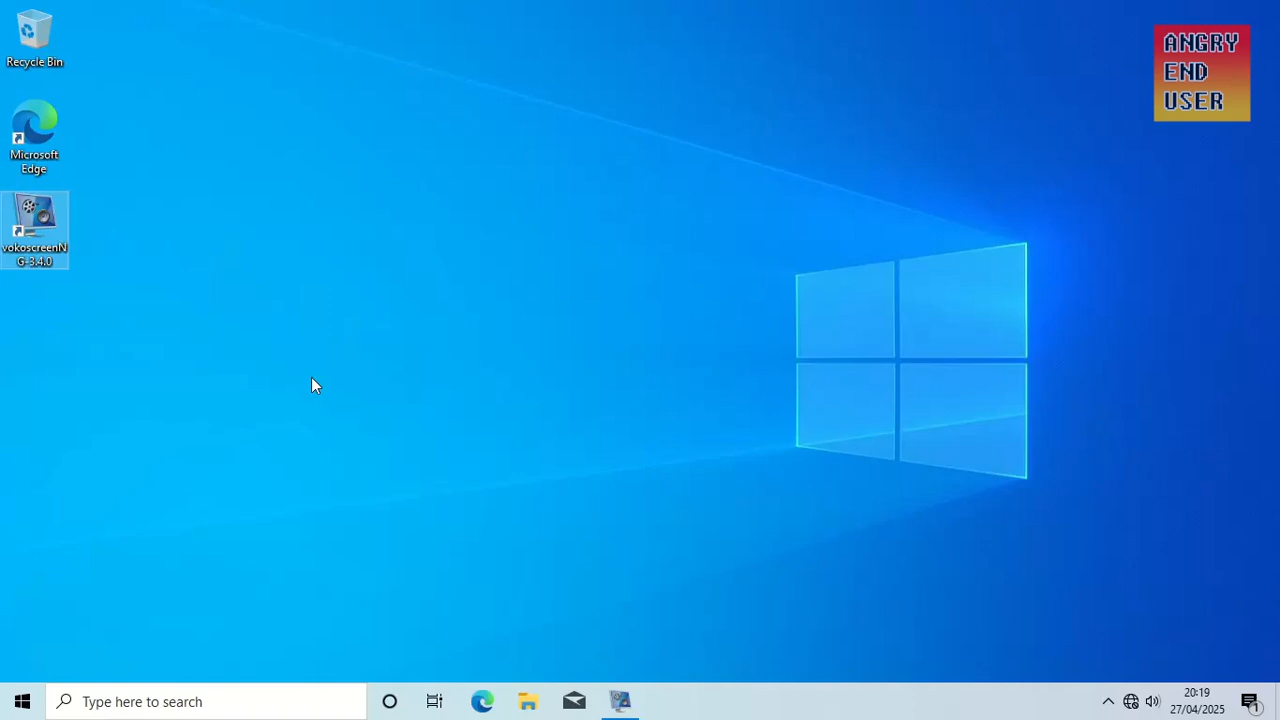 Recycle Bin
Microsoft
Edge
vokoscreenN
G-3.4.0
ANGRY
END
USER
Type here to search
20:19
27/04/2025
1